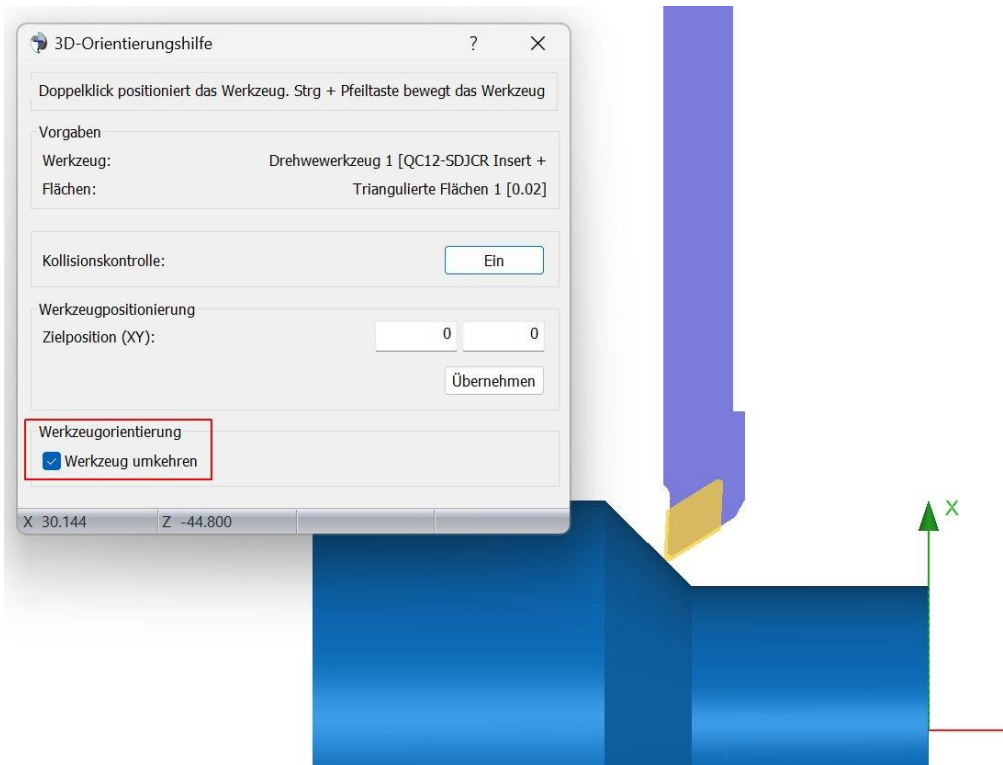 3D-Orientierungshilfe ? ×
Doppelklick positioniert das Werkzeug. Strg + Pfeiltaste bewegt das Werkzeug
Vorgaben
Werkzeug: Drehwewerkzeug 1 [QC12-SDJCR Insert +
Flächen: Triangulierte Flächen 1 [0.02]
Kollisionskontrolle: Ein
Werkzeugpositionierung
Zielposition (XY): 0 0
Übernehmen
Werkzeugorientierung
Werkzeug umkehren
X 30.144 Z -44.800
X